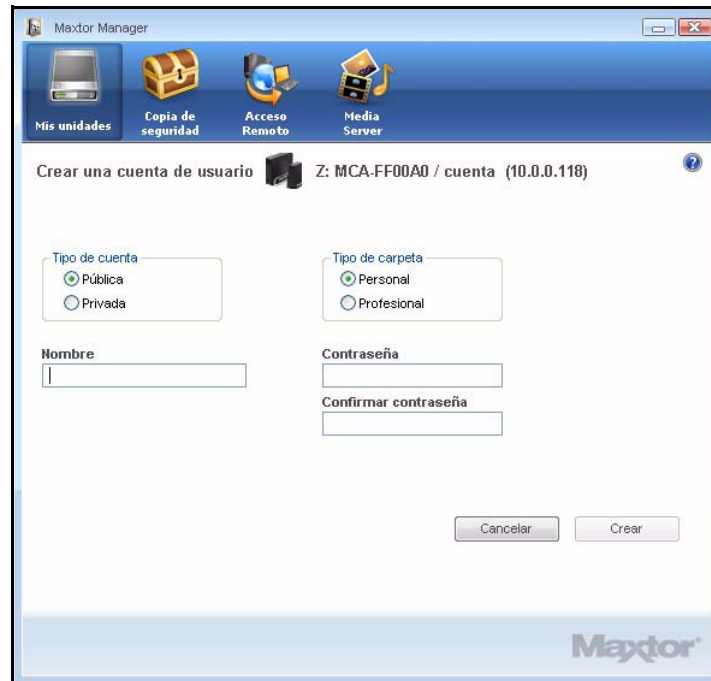 Maxtor Manager
Mis unidades
Copia de
seguridad
Acceso
Remoto
Media
Server
Crear una cuenta de usuario
Z: MCA-FF00A0 / cuenta (10.0.0.118)
?
Tipo de cuenta
Pública
Privada
Tipo de carpeta
Personal
Profesional
Nombre
Contraseña
Confirmar contraseña
Cancelar
Crear
Maxtor